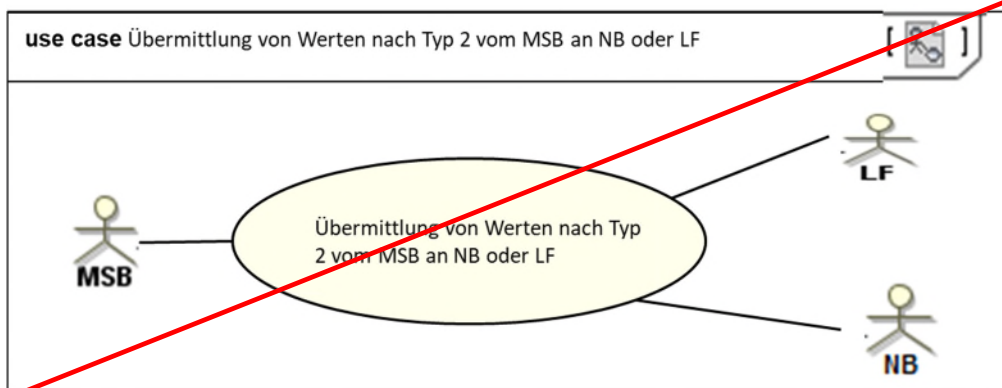 use case Übermittlung von Werten nach Typ 2 vom MSB an NB oder LF
LF
Übermittlung von Werten nach Typ
2 vom MSB an NB oder LF
MSB
NB